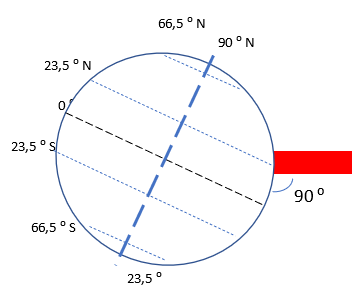 66,5 º N
90 º N
23,5 º N
0 º
23,5 º S
90 º
66,5 º S
23,5 º